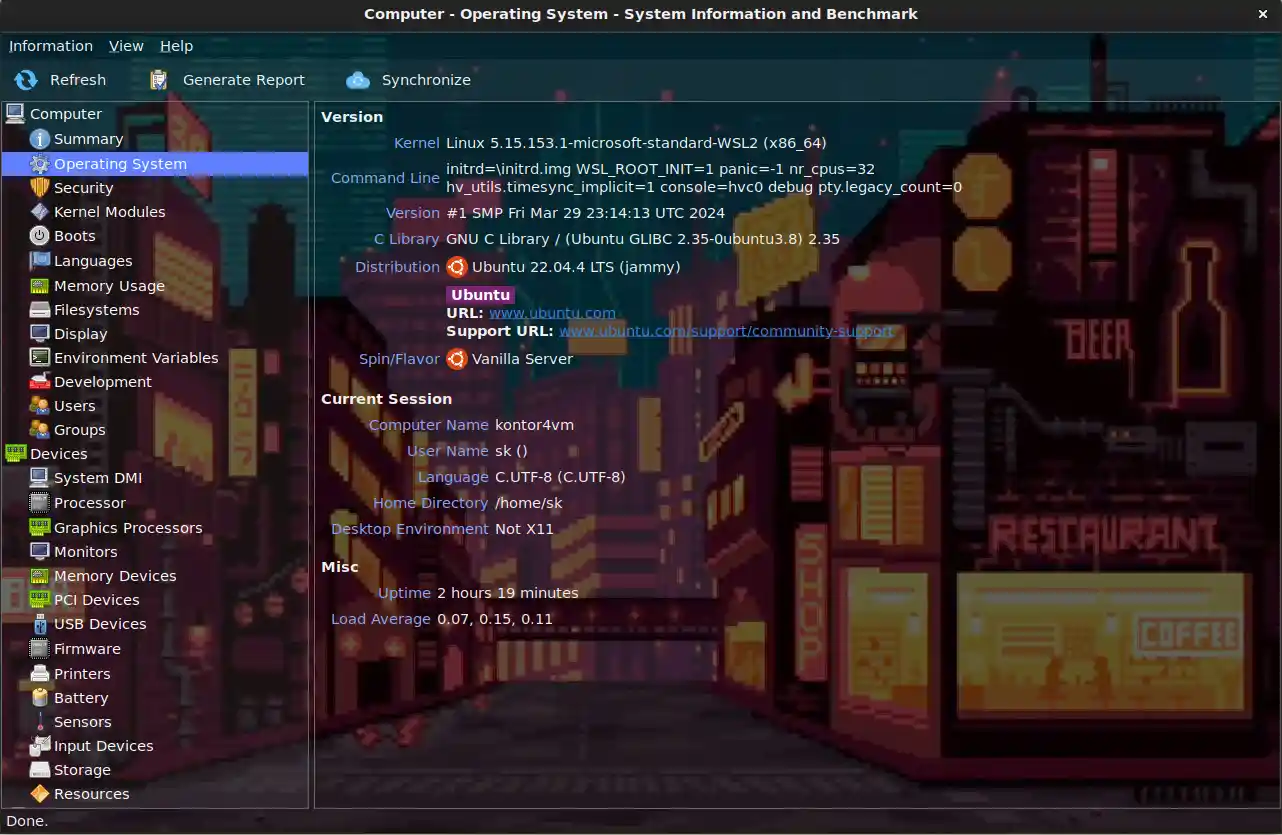 Computer - Operating System - System Information and Benchmark
Information View Help
Refresh Generate Report Synchronize
Computer
Summary
Operating System
Security
Kernel Modules
Boots
Languages
Memory Usage
Filesystems
Display
Environment Variables
Development
Users
Groups
Devices
System DMI
Processor
Graphics Processors
Monitors
Memory Devices
PCI Devices
USB Devices
Firmware
Printers
Battery
Sensors
Input Devices
Storage
Resources
Version
Kernel Linux 5.15.153.1-microsoft-standard-WSL2 (x86_64)
Command Line initrd=\initrd.img WSL_ROOT_INIT=1 panic=-1 nr_cpus=32
hv_utils.timesync_implicit=1 console=hvc0 debug pty.legacy_count=0
Version #1 SMP Fri Mar 29 23:14:13 UTC 2024
C Library GNU C Library / (Ubuntu GLIBC 2.35-0ubuntu3.8) 2.35
Distribution Ubuntu 22.04.4 LTS (jammy)
Ubuntu
URL: www.ubuntu.com
Support URL: www.ubuntu.com/support/community-support
Spin/Flavor Vanilla Server
Current Session
Computer Name kontor4vm
User Name sk ()
Language C.UTF-8 (C.UTF-8)
Home Directory /home/sk
Desktop Environment Not X11
Misc
Uptime 2 hours 19 minutes
Load Average 0.07, 0.15, 0.11
BEER
RESTAURANT
SHOP
COFFEE
Done.